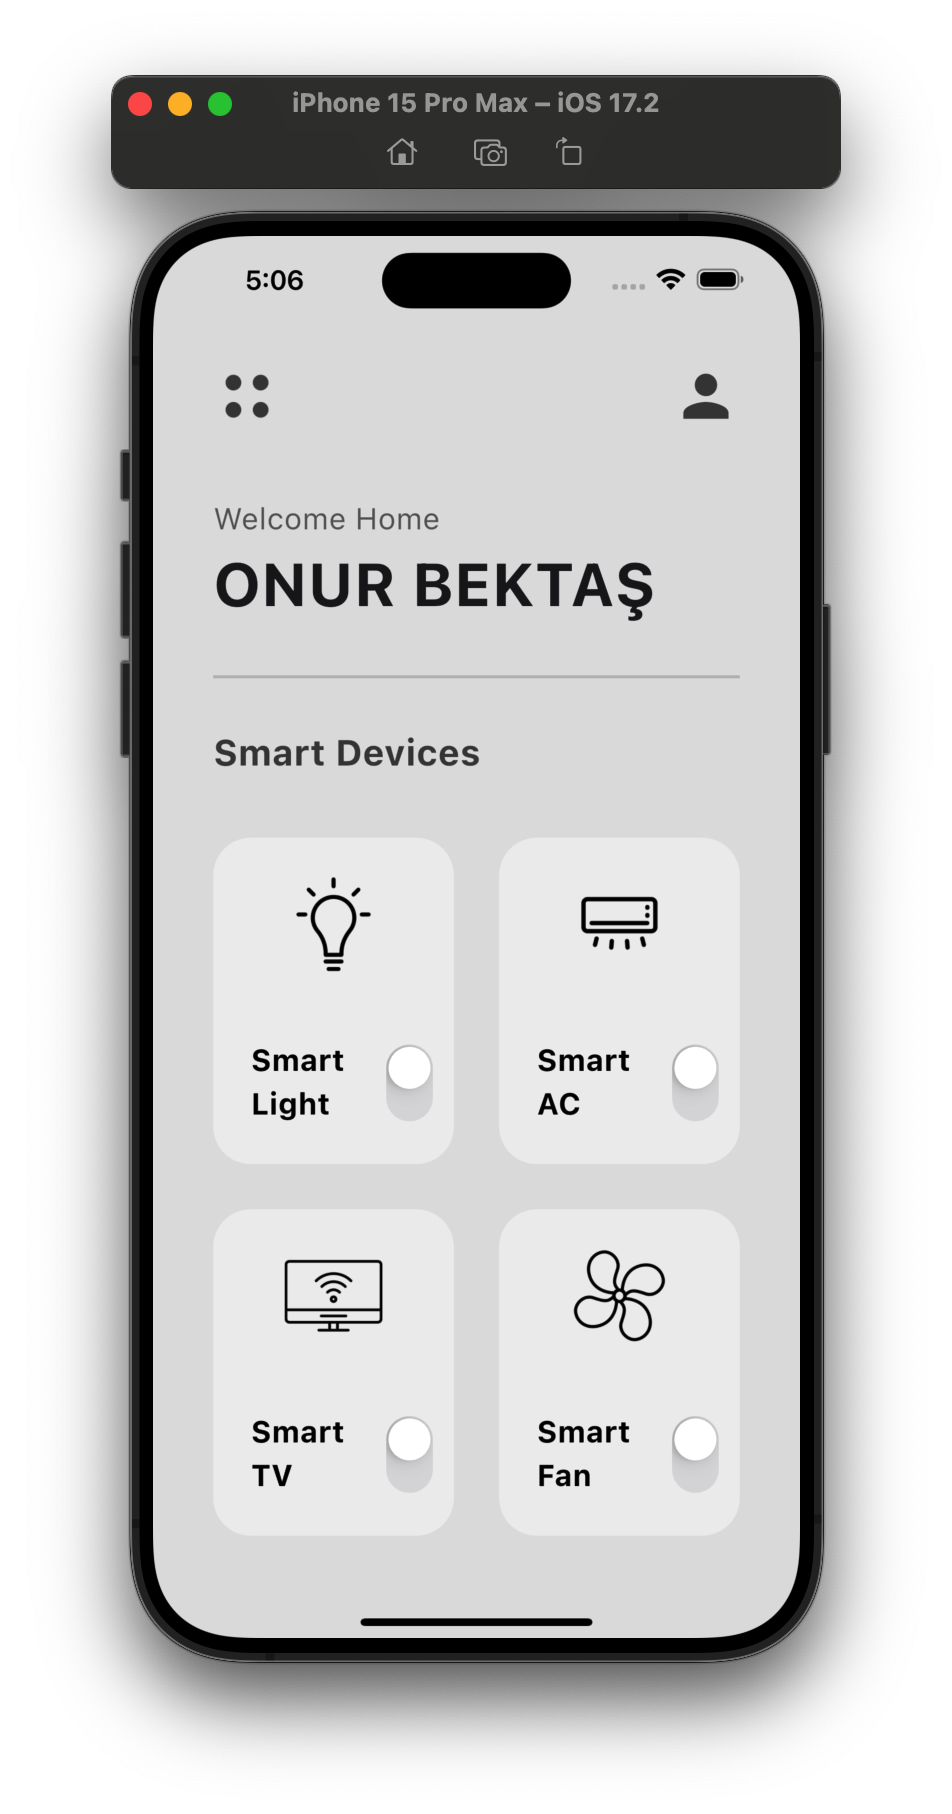 iPhone 15 Pro Max – iOS 17.2
5:06
Welcome Home
ONUR BEKTAŞ
Smart Devices
Smart
Light
Smart
AC
Smart
TV
Smart
Fan